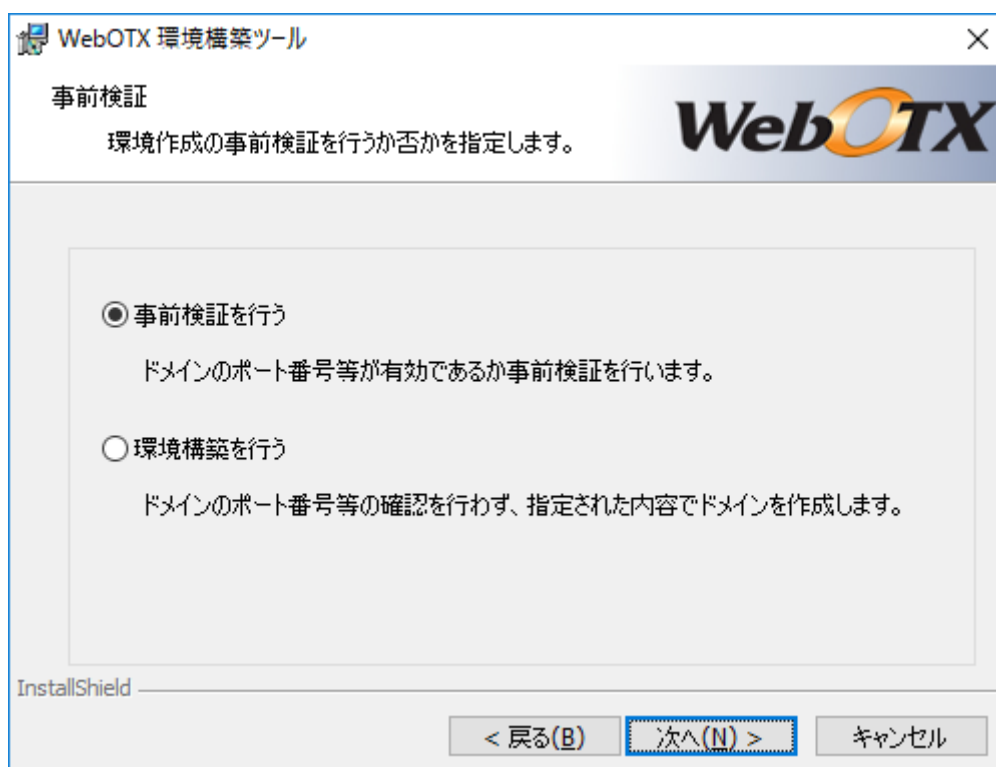 WebOTX 環境構築ツール
事前検証
環境作成の事前検証を行うか否かを指定します。
WebOTX
事前検証を行う
ドメインのポート番号等が有効であるか事前検証を行います。
環境構築を行う
ドメインのポート番号等の確認を行わず、指定された内容でドメインを作成します。
InstallShield
< 戻る(B)
次へ(N) >
キャンセル